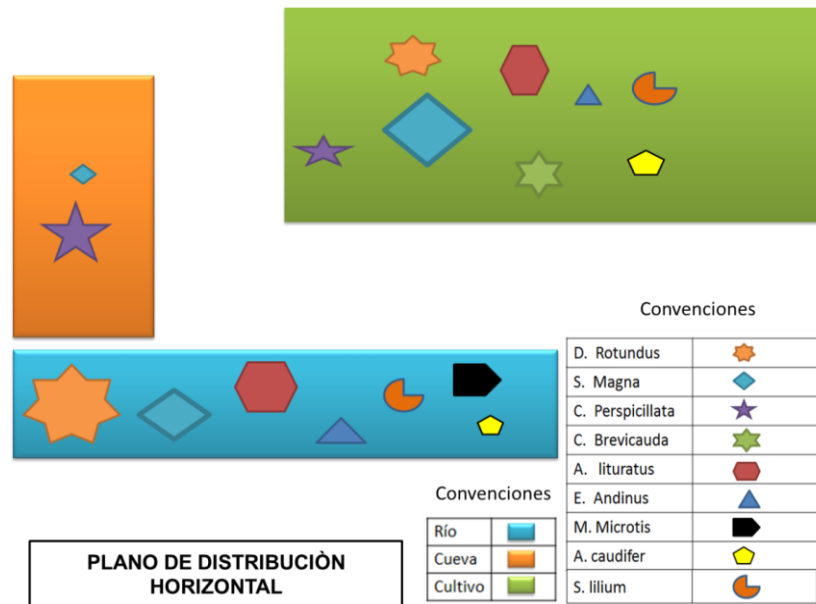 Convenciones
D. Rotundus
S. Magna
C. Perspicillata
C. Brevicauda
A. lituratus
E. Andinus
M. Microtis
A. caudifer
S. lilium
Convenciones
Río
Cueva
Cultivo
PLANO DE DISTRIBUCIÒN
HORIZONTAL